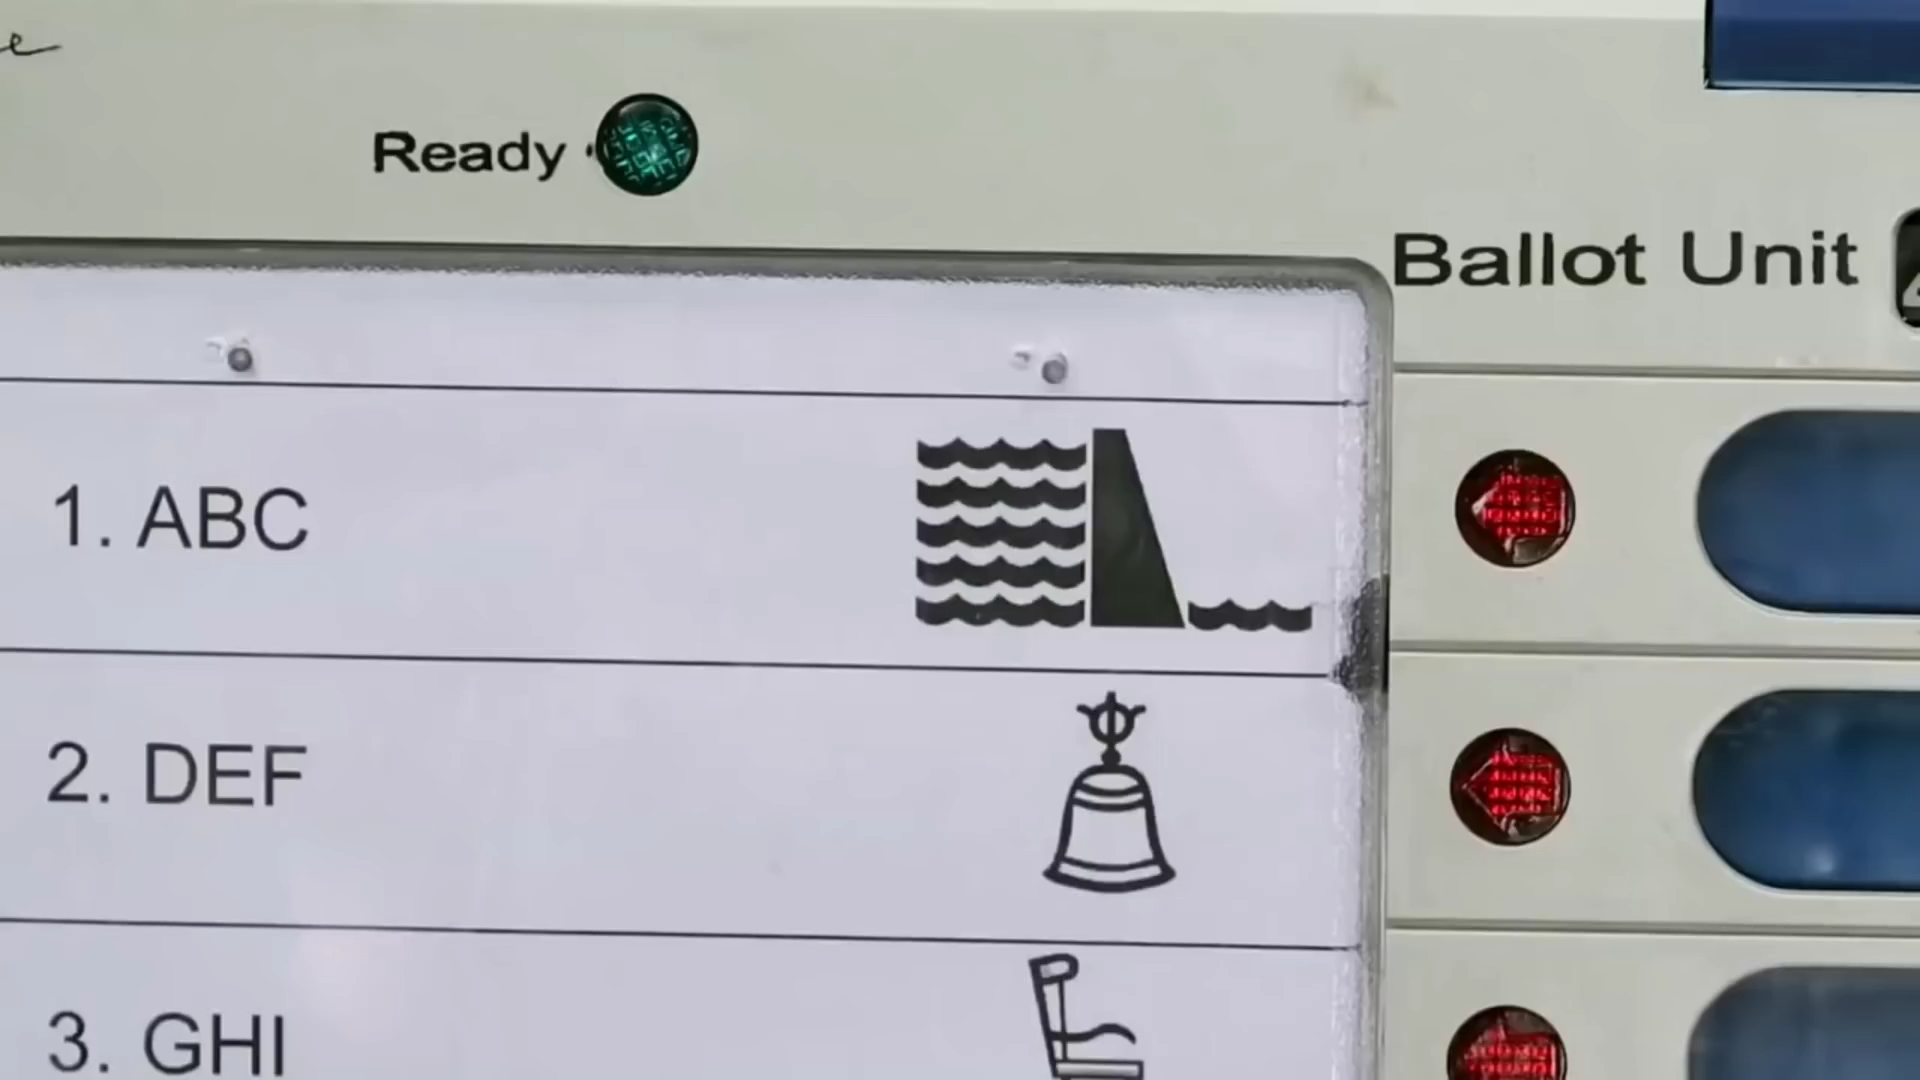 Ready
Ballot Unit
1. ABC
2. DEF
3. GHI